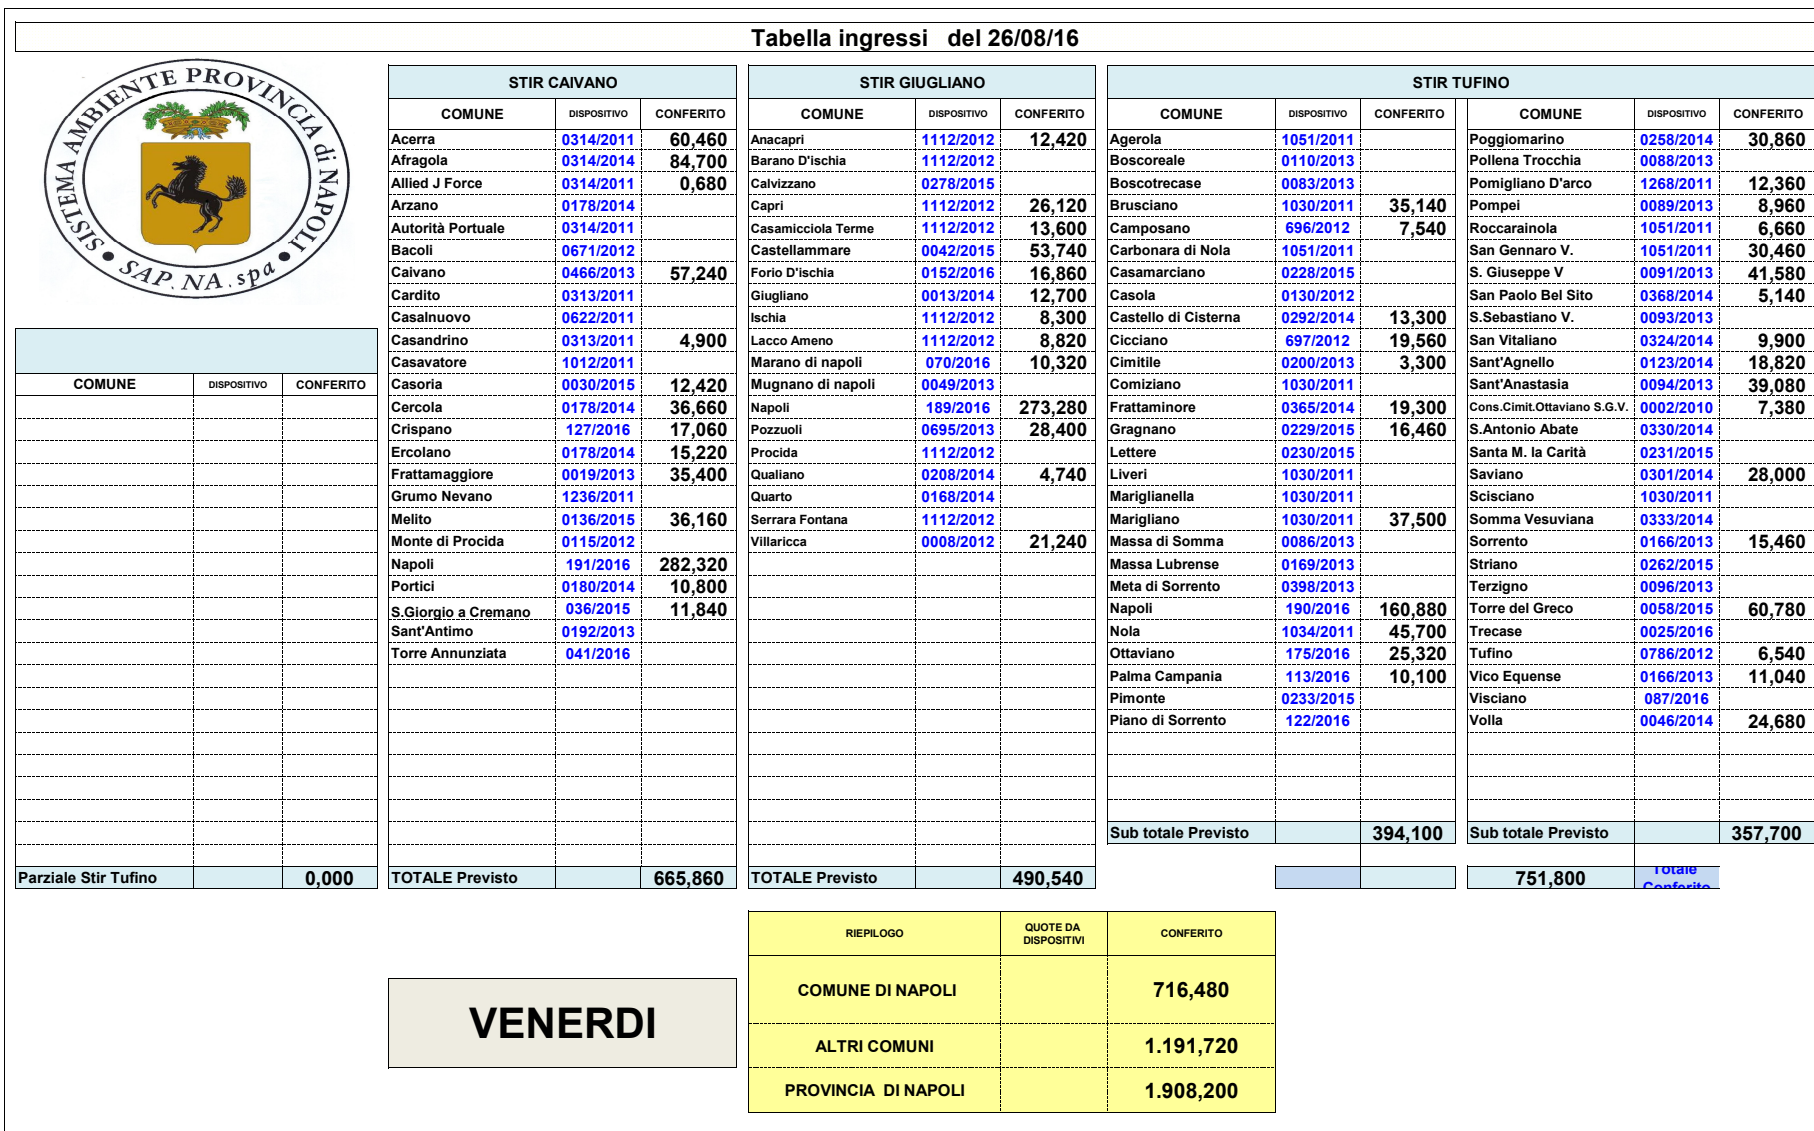 Tabella ingressi del 26/08/16
SISTEMA AMBIENTE PROVINCIA di NAPOLI
SAP. NA. spa
COMUNE DISPOSITIVO CONFERITO
Parziale Stir Tufino 0,000
STIR CAIVANO
COMUNE DISPOSITIVO CONFERITO
Acerra 0314/2011 60,460
Afragola 0314/2014 84,700
Allied J Force 0314/2011 0,680
Arzano 0178/2014
Autorità Portuale 0314/2011
Bacoli 0671/2012
Caivano 0466/2013 57,240
Cardito 0313/2011
Casalnuovo 0622/2011
Casandrino 0313/2011 4,900
Casavatore 1012/2011
Casoria 0030/2015 12,420
Cercola 0178/2014 36,660
Crispano 127/2016 17,060
Ercolano 0178/2014 15,220
Frattamaggiore 0019/2013 35,400
Grumo Nevano 1236/2011
Melito 0136/2015 36,160
Monte di Procida 0115/2012
Napoli 191/2016 282,320
Portici 0180/2014 10,800
S.Giorgio a Cremano 036/2015 11,840
Sant'Antimo 0192/2013
Torre Annunziata 041/2016
TOTALE Previsto 665,860
STIR GIUGLIANO
COMUNE DISPOSITIVO CONFERITO
Anacapri 1112/2012 12,420
Barano D'ischia 1112/2012
Calvizzano 0278/2015
Capri 1112/2012 26,120
Casamicciola Terme 1112/2012 13,600
Castellammare 0042/2015 53,740
Forio D'ischia 0152/2016 16,860
Giugliano 0013/2014 12,700
Ischia 1112/2012 8,300
Lacco Ameno 1112/2012 8,820
Marano di napoli 070/2016 10,320
Mugnano di napoli 0049/2013
Napoli 189/2016 273,280
Pozzuoli 0695/2013 28,400
Procida 1112/2012
Qualiano 0208/2014 4,740
Quarto 0168/2014
Serrara Fontana 1112/2012
Villaricca 0008/2012 21,240
TOTALE Previsto 490,540
STIR TUFINO
COMUNE DISPOSITIVO CONFERITO
Agerola 1051/2011
Boscoreale 0110/2013
Boscotrecase 0083/2013
Brusciano 1030/2011 35,140
Camposano 696/2012 7,540
Carbonara di Nola 1051/2011
Casamarciano 0228/2015
Casola 0130/2012
Castello di Cisterna 0292/2014 13,300
Cicciano 697/2012 19,560
Cimitile 0200/2013 3,300
Comiziano 1030/2011
Frattaminore 0365/2014 19,300
Gragnano 0229/2015 16,460
Lettere 0230/2015
Liveri 1030/2011
Mariglianella 1030/2011
Marigliano 1030/2011 37,500
Massa di Somma 0086/2013
Massa Lubrense 0169/2013
Meta di Sorrento 0398/2013
Napoli 190/2016 160,880
Nola 1034/2011 45,700
Ottaviano 175/2016 25,320
Palma Campania 113/2016 10,100
Pimonte 0233/2015
Piano di Sorrento 122/2016
Sub totale Previsto 394,100
COMUNE DISPOSITIVO CONFERITO
Poggiomarino 0258/2014 30,860
Pollena Trocchia 0088/2013
Pomigliano D'arco 1268/2011 12,360
Pompei 0089/2013 8,960
Roccarainola 1051/2011 6,660
San Gennaro V. 1051/2011 30,460
S. Giuseppe V 0091/2013 41,580
San Paolo Bel Sito 0368/2014 5,140
S.Sebastiano V. 0093/2013
San Vitaliano 0324/2014 9,900
Sant'Agnello 0123/2014 18,820
Sant'Anastasia 0094/2013 39,080
Cons.Cimit.Ottaviano S.G.V. 0002/2010 7,380
S.Antonio Abate 0330/2014
Santa M. la Carità 0231/2015
Saviano 0301/2014 28,000
Scisciano 1030/2011
Somma Vesuviana 0333/2014
Sorrento 0166/2013 15,460
Striano 0262/2015
Terzigno 0096/2013
Torre del Greco 0058/2015 60,780
Trecase 0025/2016
Tufino 0786/2012 6,540
Vico Equense 0166/2013 11,040
Visciano 087/2016
Volla 0046/2014 24,680
Sub totale Previsto 357,700
751,800 Totale
Conferito
VENERDI
RIEPILOGO QUOTE DA DISPOSITIVI CONFERITO
COMUNE DI NAPOLI 716,480
ALTRI COMUNI 1.191,720
PROVINCIA DI NAPOLI 1.908,200